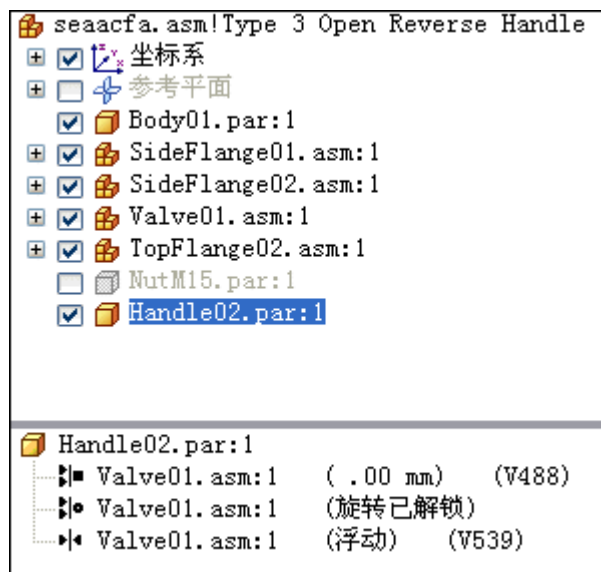 seaacfa.asm!Type 3 Open Reverse Handle
坐标系
参考平面
Body01.par:1
SideFlange01.asm:1
SideFlange02.asm:1
Valve01.asm:1
TopFlange02.asm:1
NutM15.par:1
Handle02.par:1
Handle02.par:1
Valve01.asm:1 ( .00 mm) (V488)
Valve01.asm:1 (旋转已解锁)
Valve01.asm:1 (浮动) (V539)